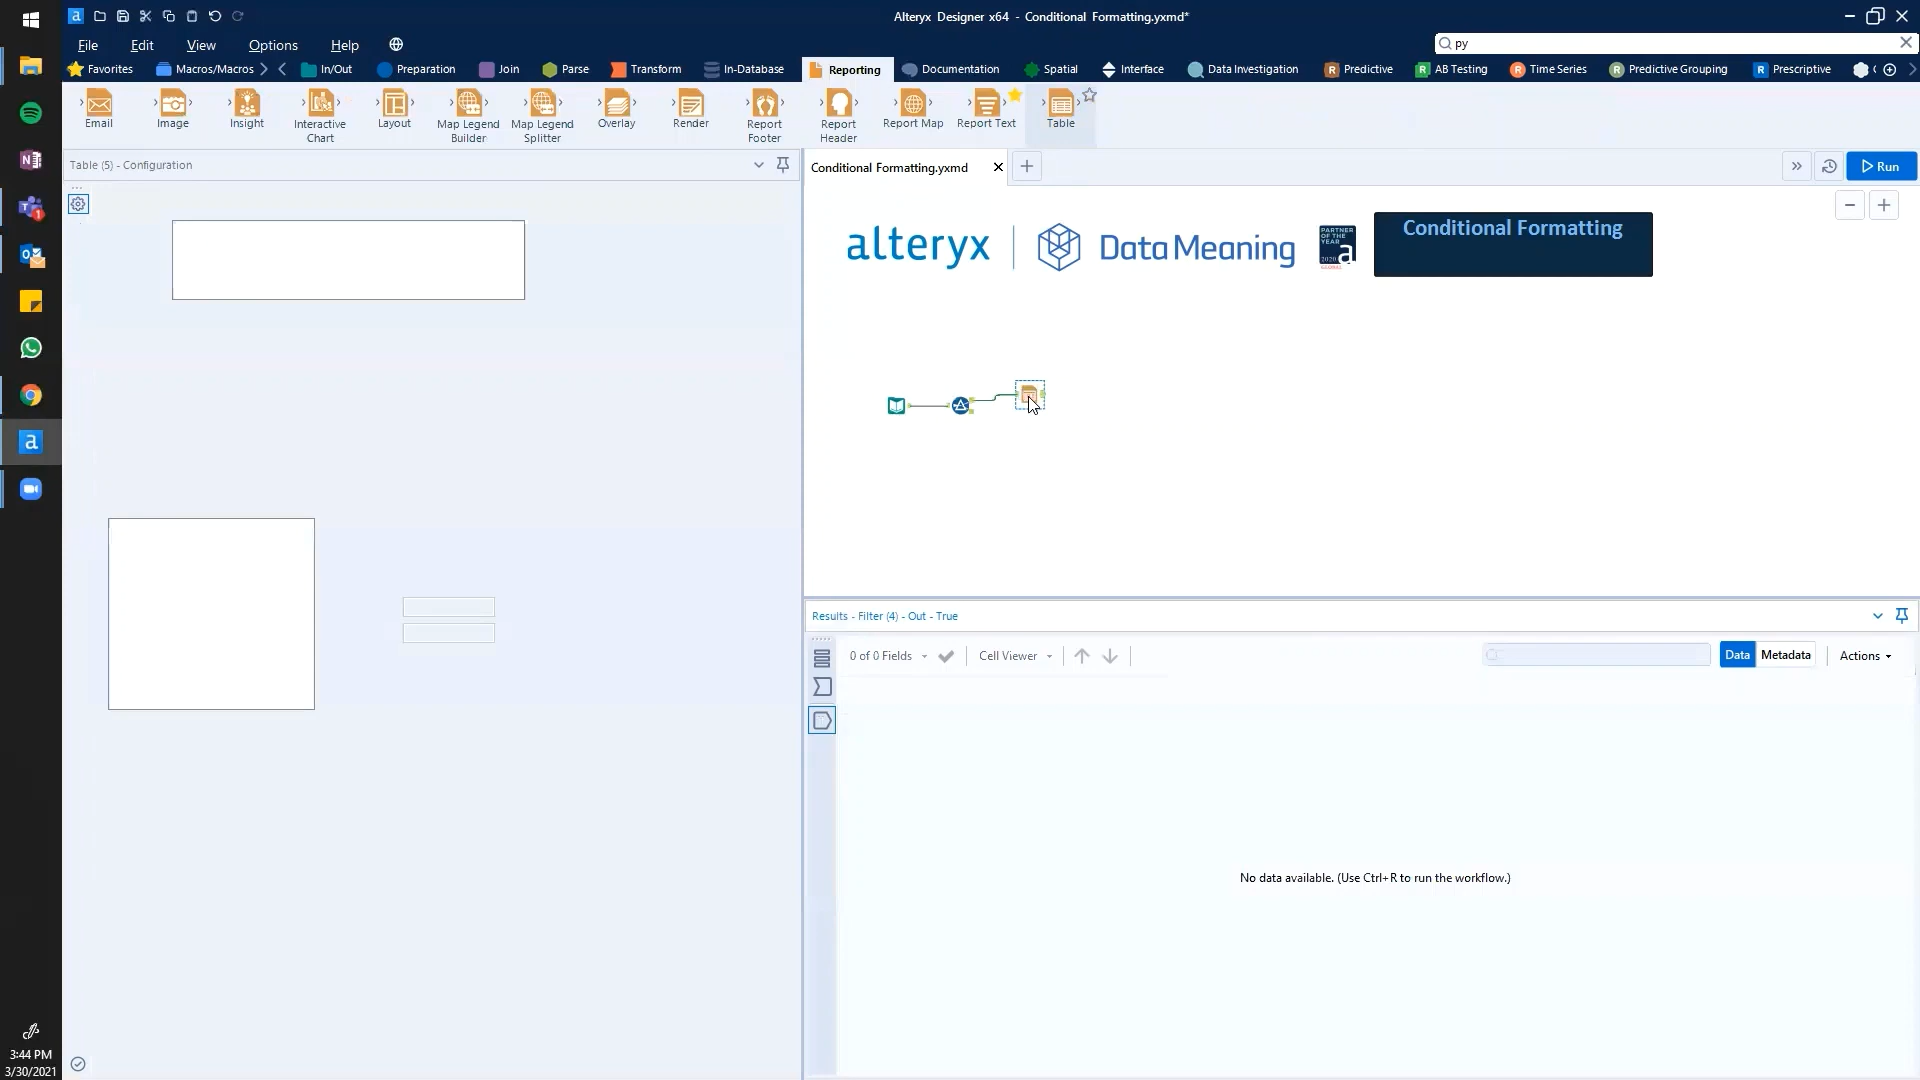 Alteryx Designer x64 - Conditional Formatting.yxmd*
File Edit View Options Help
py
Favorites Macros/Macros In/Out Preparation Join Parse Transform In-Database Reporting Documentation Spatial Interface Data Investigation Predictive AB Testing Time Series Predictive Grouping Prescriptive
Email Image Insight Interactive Chart Layout Map Legend Builder Map Legend Splitter Overlay Render Report Footer Report Header Report Map Report Text Table
Table (5) - Configuration
Conditional Formatting.yxmd
Run
alteryx
Data Meaning
PARTNER
OF THE
YEAR
2020
Conditional Formatting
Results - Filter (4) - Out - True
0 of 0 Fields Cell Viewer Data Metadata Actions
No data available. (Use Ctrl+R to run the workflow.)
3:44 PM
3/30/2021